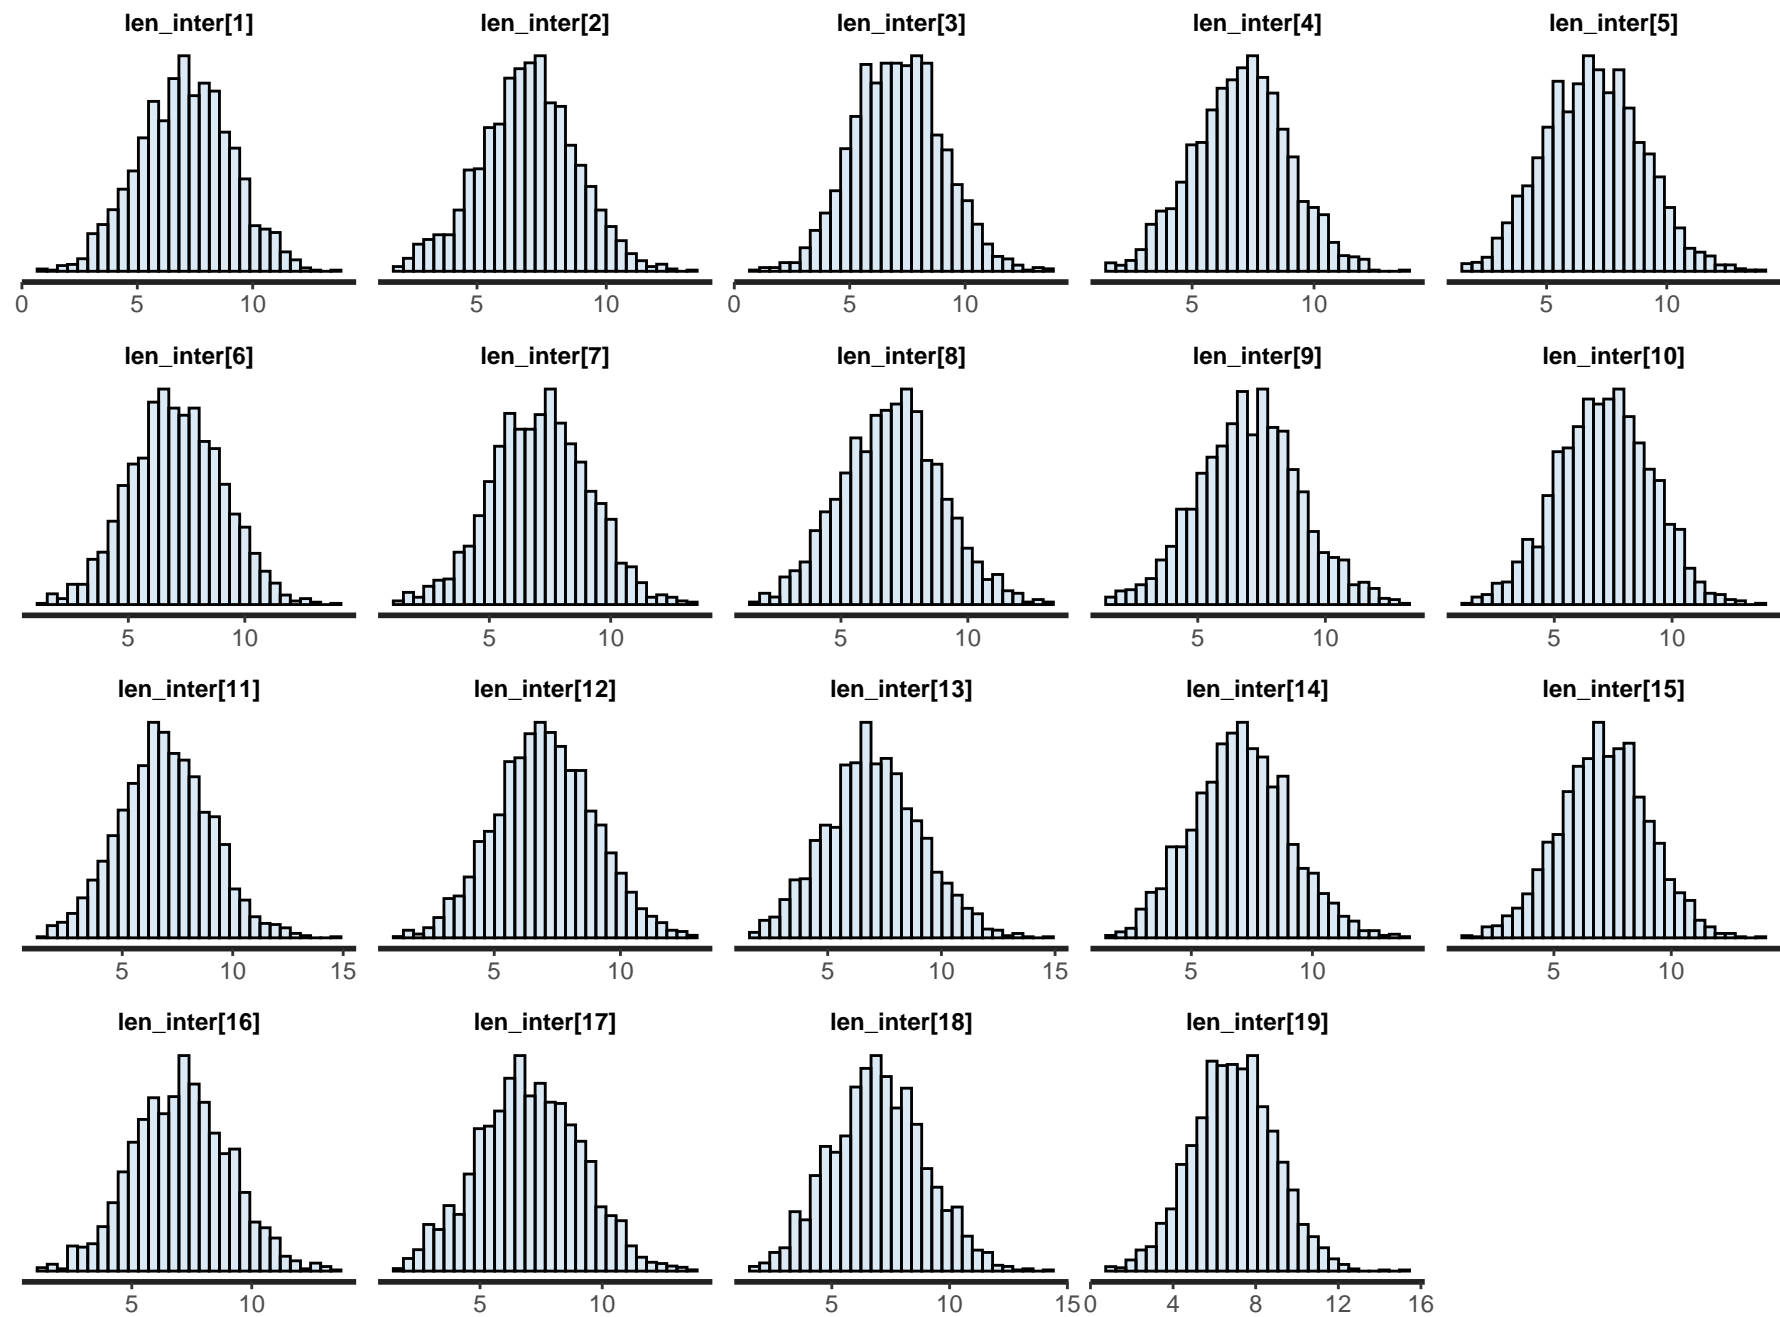 len_inter[1] len_inter[2] len_inter[3] len_inter[4] len_inter[5]
0 5 10 5 10 0 5 10 5 10 5 10
len_inter[6] len_inter[7] len_inter[8] len_inter[9] len_inter[10]
5 10 5 10 5 10 5 10 5 10
len_inter[11] len_inter[12] len_inter[13] len_inter[14] len_inter[15]
5 10 15 5 10 5 10 15 5 10 5 10
len_inter[16] len_inter[17] len_inter[18] len_inter[19]
5 10 5 10 5 10 15 0 4 8 12 16